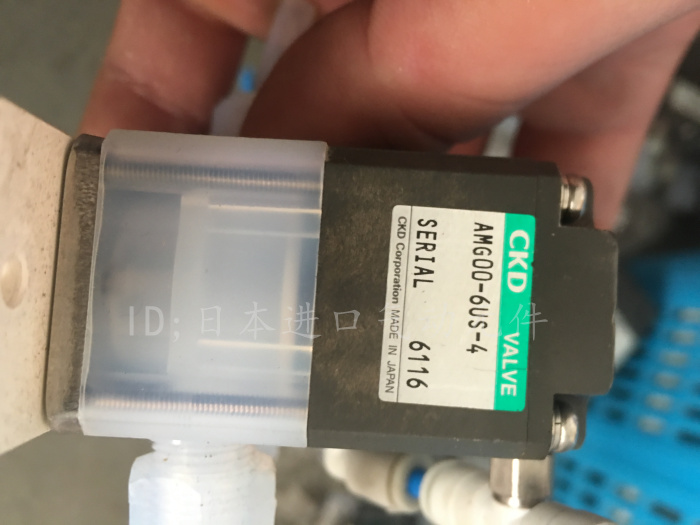 CKD VALVE
AMG00-6US-4
SERIAL 6116
CKD Corporation MADE IN JAPAN
ID;日本进口 件